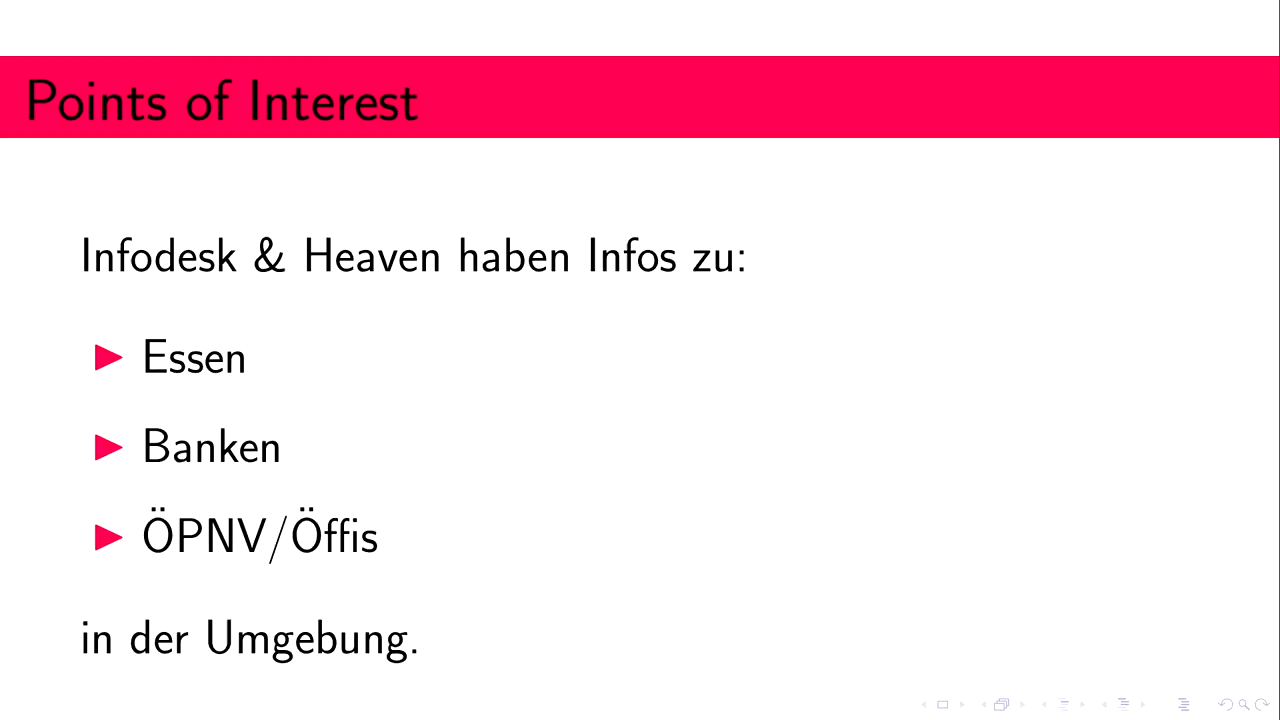 Points of Interest
Infodesk & Heaven haben Infos zu:
Essen
Banken
ÖPNV/Öffis
in der Umgebung.